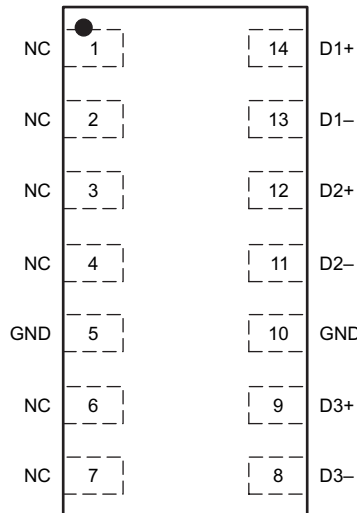 NC 1 14 D1+
NC 2 13 D1–
NC 3 12 D2+
NC 4 11 D2–
GND 5 10 GND
NC 6 9 D3+
NC 7 8 D3–